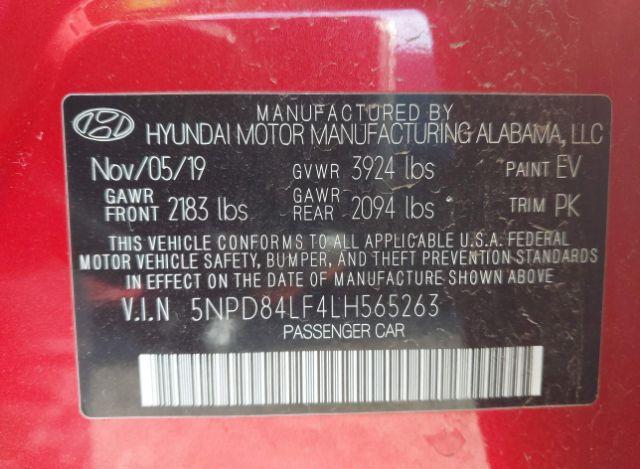 MANUFACTURED BY
HYUNDAI MOTOR MANUFACTURING ALABAMA, LLC
Nov/05/19 GVWR 3924 lbs PAINT EV
GAWR FRONT 2183 lbs GAWR REAR 2094 lbs TRIM PK
THIS VEHICLE CONFORMS TO ALL APPLICABLE U.S.A. FEDERAL
MOTOR VEHICLE SAFETY, BUMPER, AND THEFT PREVENTION STANDARDS
IN EFFECT ON THE DATE OF MANUFACTURE SHOWN ABOVE
V.I.N 5NPD84LF4LH565263
PASSENGER CAR